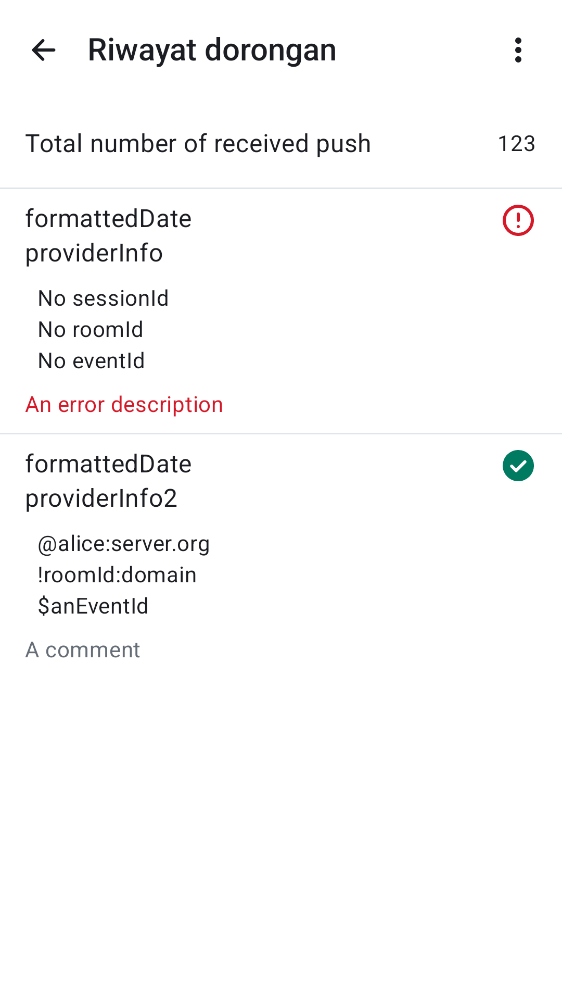 Riwayat dorongan
Total number of received push 123
formattedDate
providerInfo
No sessionId
No roomId
No eventId
An error description
formattedDate
providerInfo2
@alice:server.org
!roomId:domain
$anEventId
A comment